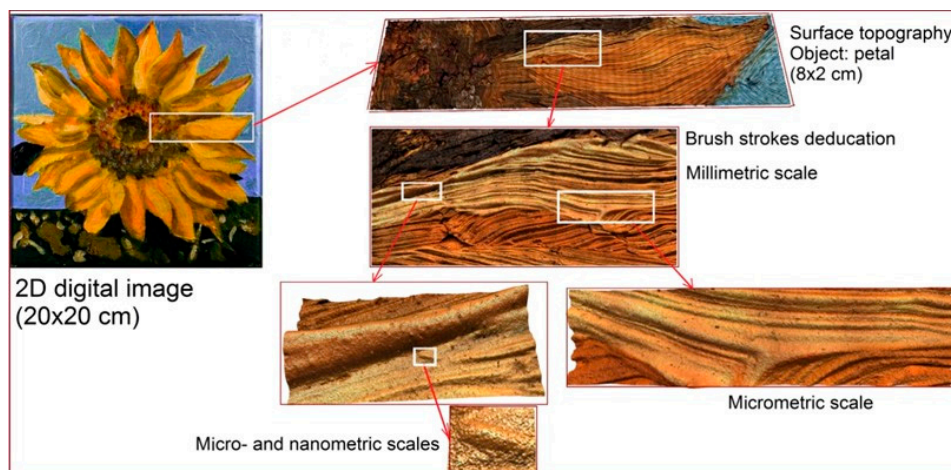 Surface topography
Object: petal
(8x2 cm)
Brush strokes deducation
Millimetric scale
2D digital image
(20x20 cm)
Micrometric scale
Micro- and nanometric scales